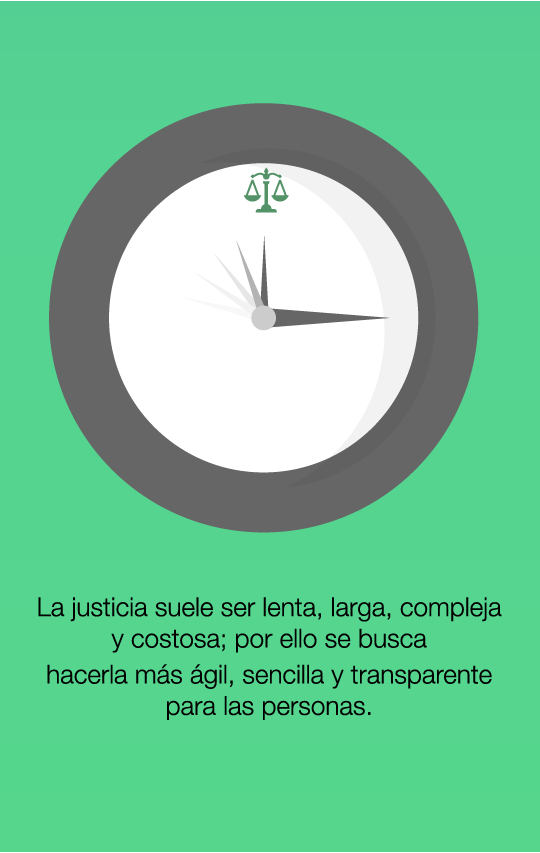 La justicia suele ser lenta, larga, compleja
y costosa; por ello se busca
hacerla más ágil, sencilla y transparente
para las personas.